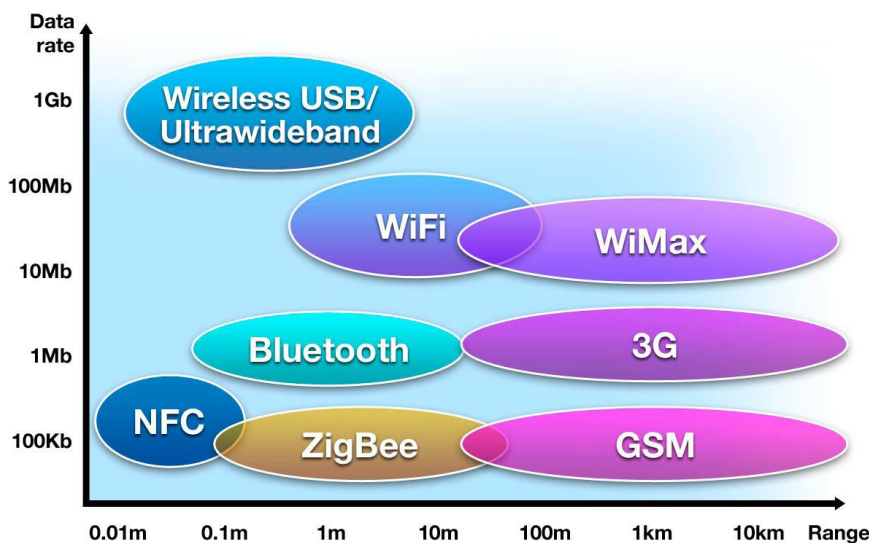 Data
rate
1Gb
100Mb
10Mb
1Mb
100Kb
Wireless USB/
Ultrawideband
WiFi
WiMax
Bluetooth
3G
NFC
ZigBee
GSM
0.01m 0.1m 1m 10m 100m 1km 10km Range